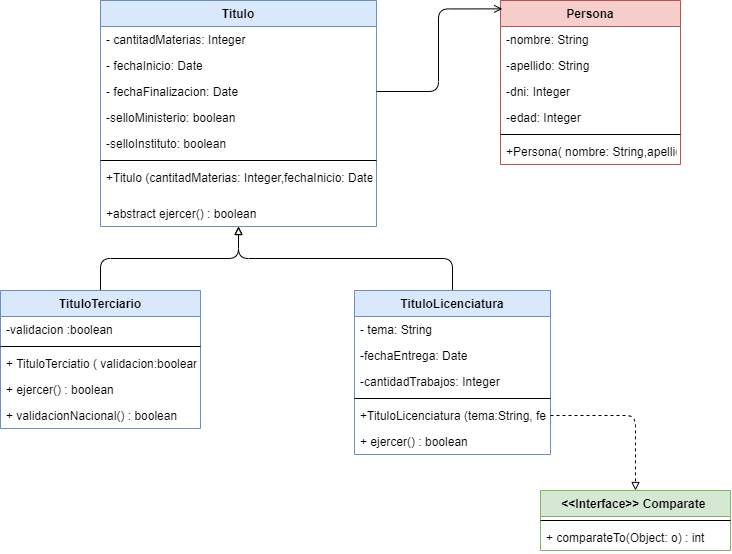 Titulo
- cantitadMaterias: Integer
- fechaInicio: Date
- fechaFinalizacion: Date
-selloMinisterio: boolean
-selloInstituto: boolean
+Titulo (cantitadMaterias: Integer,fechaInicio: Date
+abstract ejercer() : boolean
Persona
-nombre: String
-apellido: String
-dni: Integer
-edad: Integer
+Persona( nombre: String,apelli
TituloTerciario
-validacion :boolean
+ TituloTerciatio ( validacion:boolean
+ ejercer() : boolean
+ validacionNacional() : boolean
TituloLicenciatura
- tema: String
-fechaEntrega: Date
-cantidadTrabajos: Integer
+TituloLicenciatura (tema:String, fe
+ ejercer() : boolean
<<Interface>> Comparate
+ comparateTo(Object: o) : int